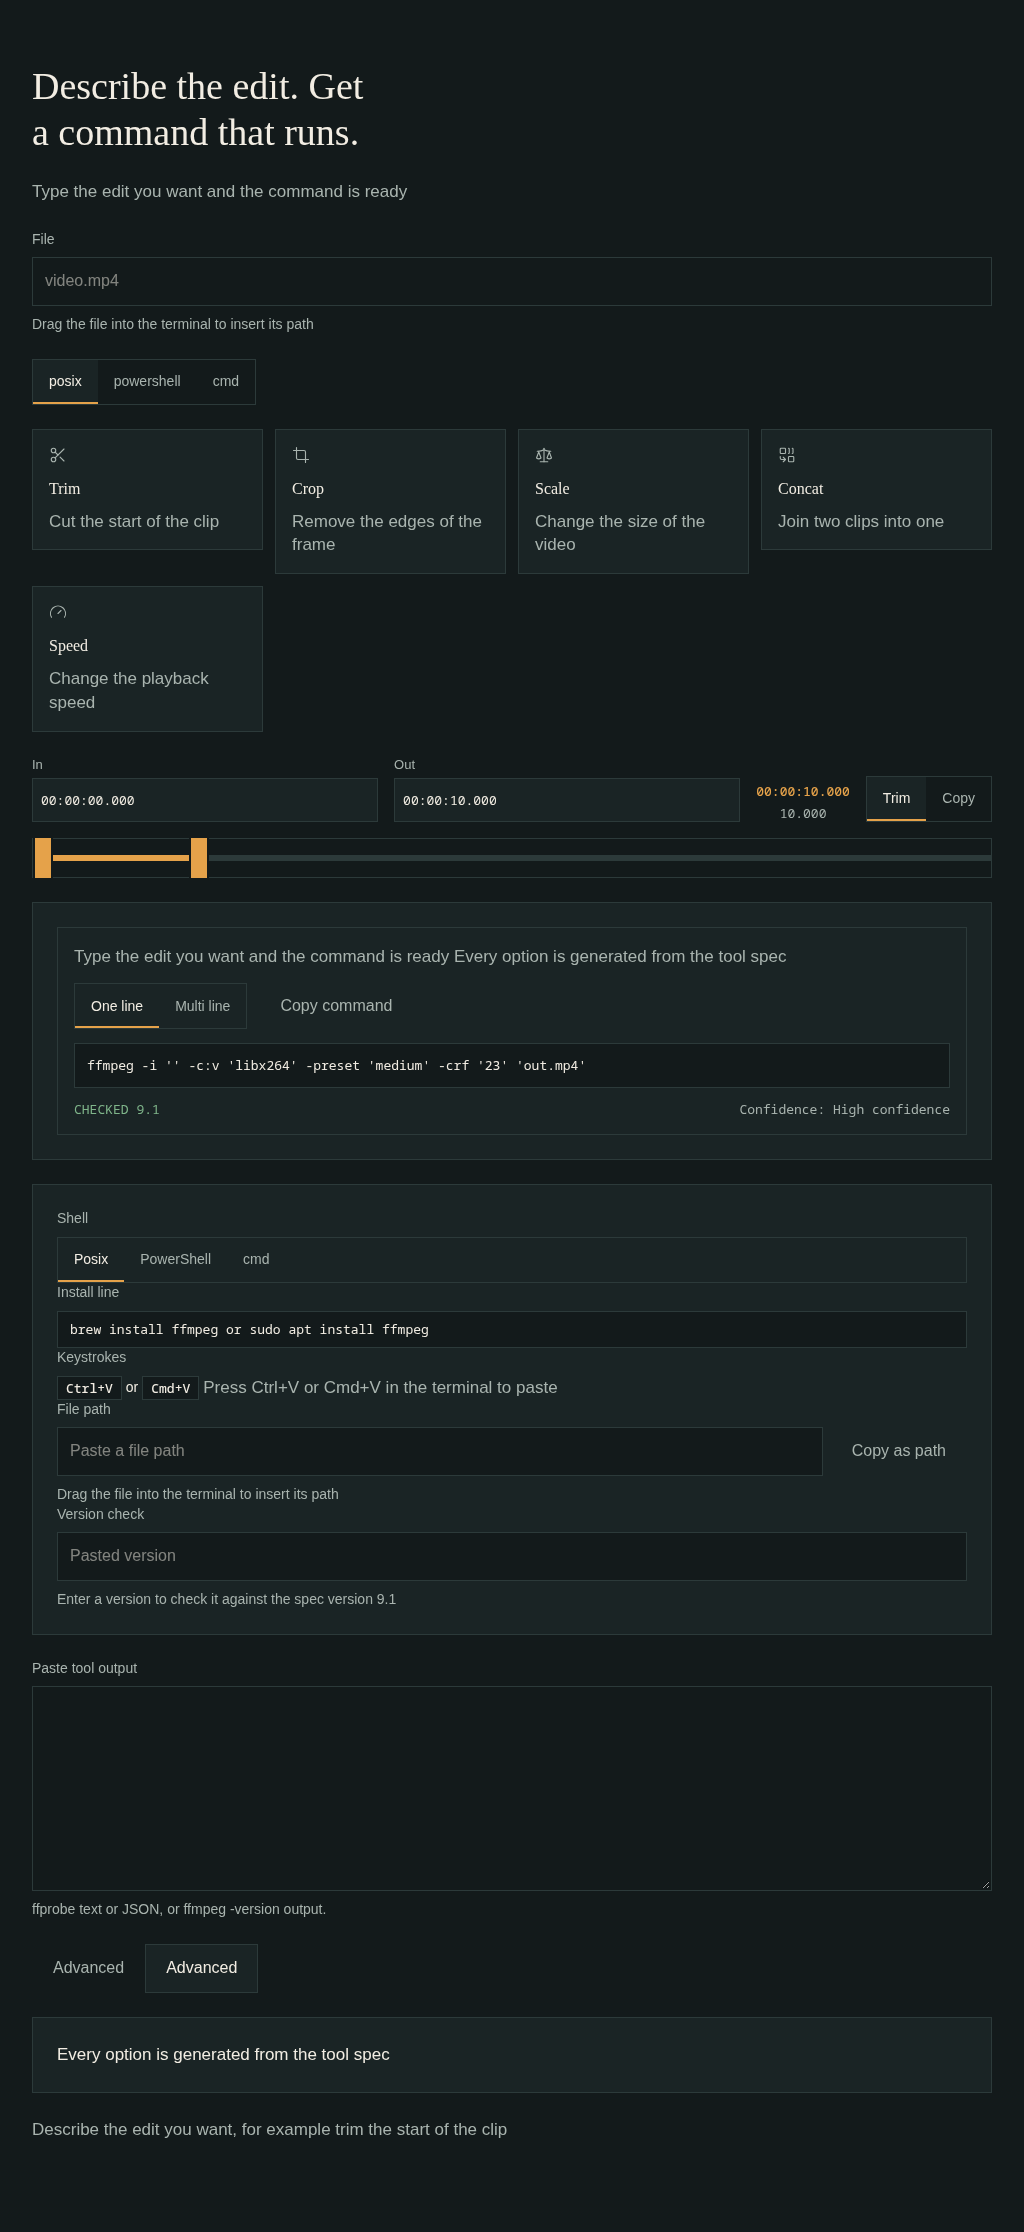 Describe the edit. Get
a command that runs.
Type the edit you want and the command is ready
File
video.mp4
Drag the file into the terminal to insert its path
posix powershell cmd
Trim
Cut the start of the clip
Crop
Remove the edges of the
frame
Scale
Change the size of the
video
Concat
Join two clips into one
Speed
Change the playback
speed
In
00:00:00.000
Out
00:00:10.000
00:00:10.000
10.000
Trim Copy
Type the edit you want and the command is ready Every option is generated from the tool spec
One line Multi line Copy command
ffmpeg -i '' -c:v 'libx264' -preset 'medium' -crf '23' 'out.mp4'
CHECKED 9.1 Confidence: High confidence
Shell
Posix PowerShell cmd
Install line
brew install ffmpeg or sudo apt install ffmpeg
Keystrokes
Ctrl+V or Cmd+V Press Ctrl+V or Cmd+V in the terminal to paste
File path
Paste a file path Copy as path
Drag the file into the terminal to insert its path
Version check
Pasted version
Enter a version to check it against the spec version 9.1
Paste tool output
ffprobe text or JSON, or ffmpeg -version output.
Advanced Advanced
Every option is generated from the tool spec
Describe the edit you want, for example trim the start of the clip